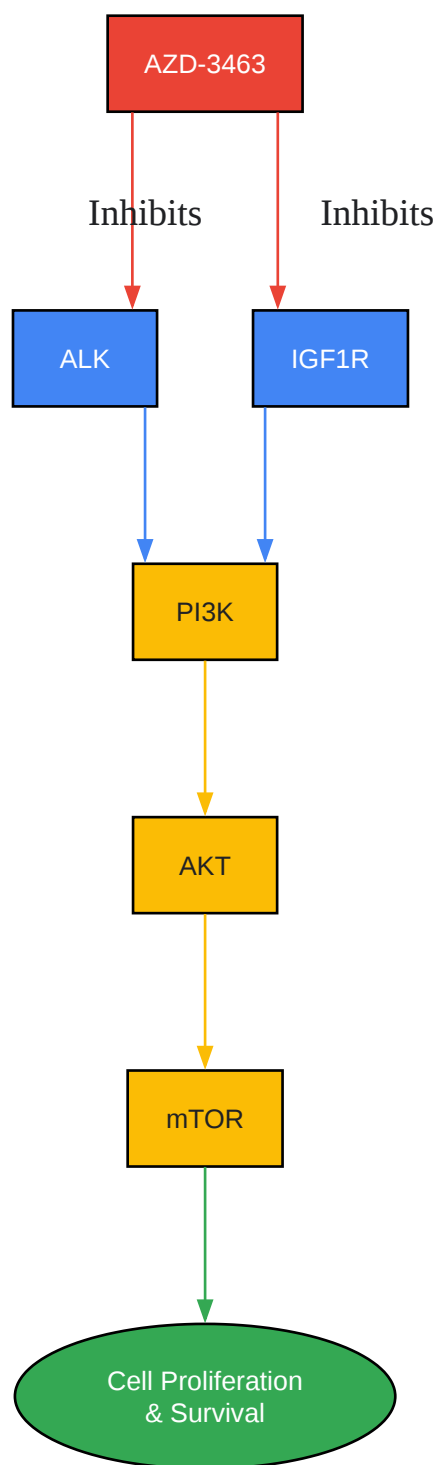 AZD-3463
Inhibits
Inhibits
ALK
IGF1R
PI3K
AKT
mTOR
Cell Proliferation
& Survival